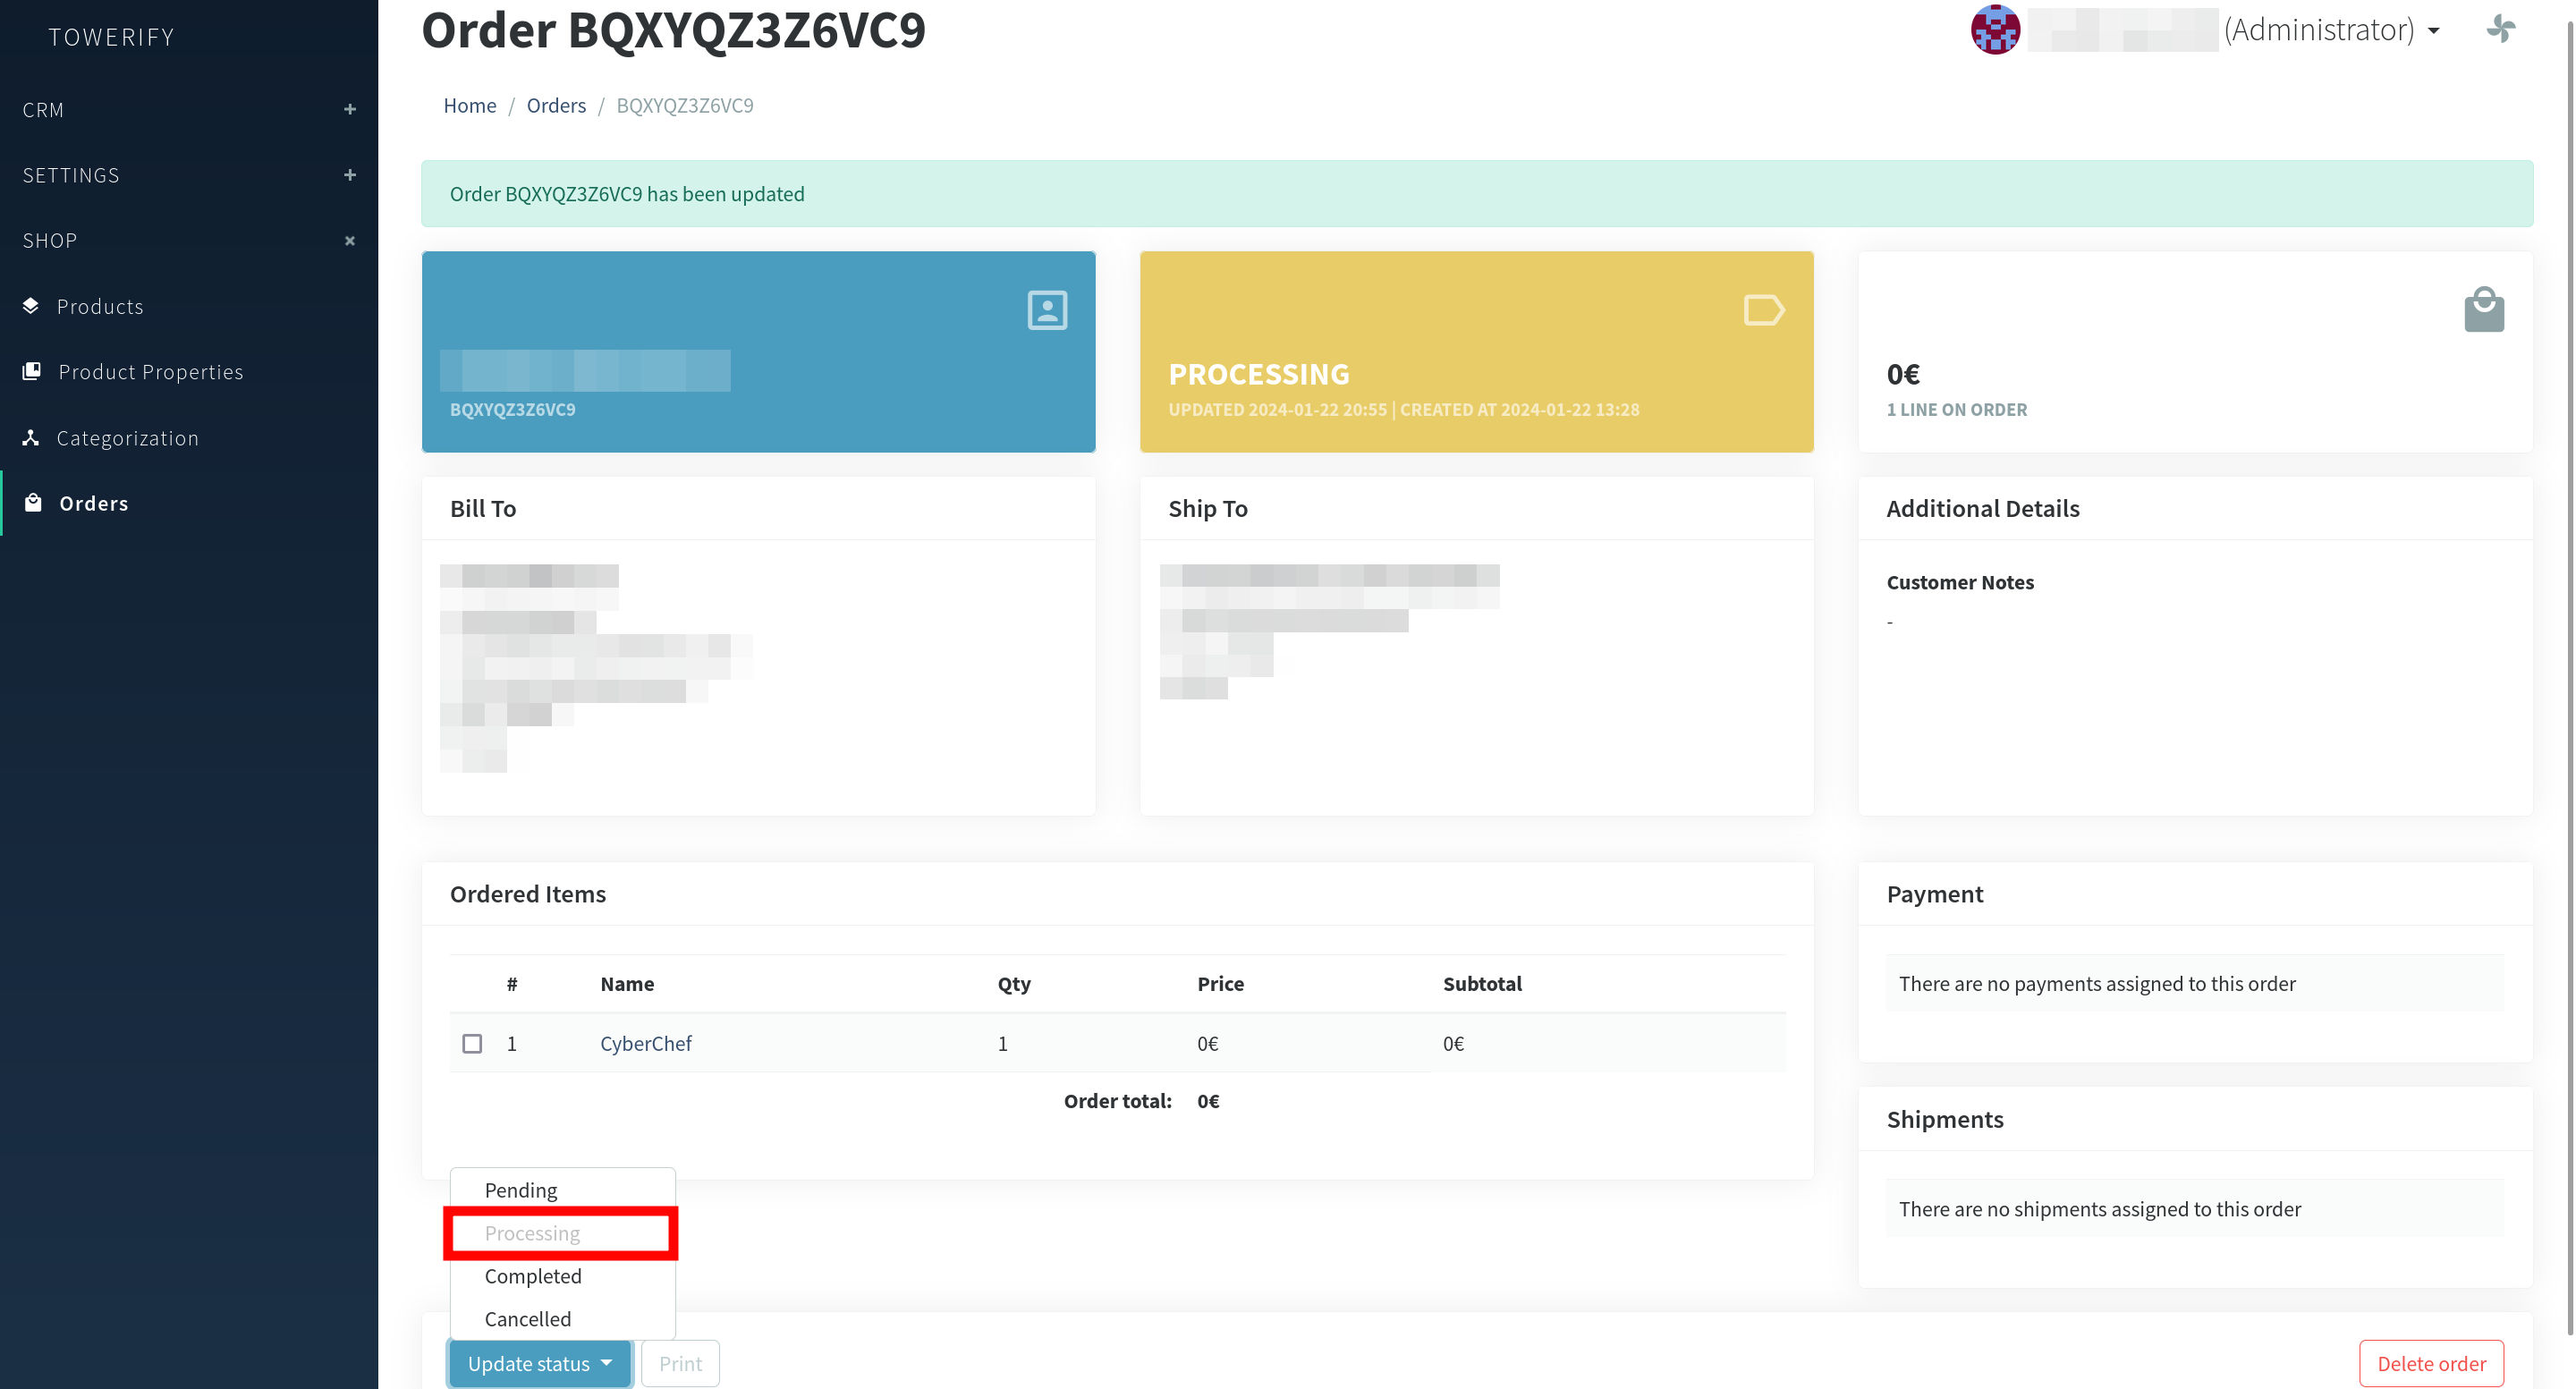 TOWERIFY
CRM
SETTINGS
SHOP
Products
Product Properties
Categorization
Orders
Order BQXYQZ3Z6VC9
(Administrator)
Home / Orders / BQXYQZ3Z6VC9
Order BQXYQZ3Z6VC9 has been updated
BQXYQZ3Z6VC9
PROCESSING
UPDATED 2024-01-22 20:55 | CREATED AT 2024-01-22 13:28
0€
1 LINE ON ORDER
Bill To
Ship To
Additional Details
Customer Notes
-
Ordered Items
# Name Qty Price Subtotal
1 CyberChef 1 0€ 0€
Order total: 0€
Payment
There are no payments assigned to this order
Shipments
There are no shipments assigned to this order
Pending
Processing
Completed
Cancelled
Update status
Print
Delete order